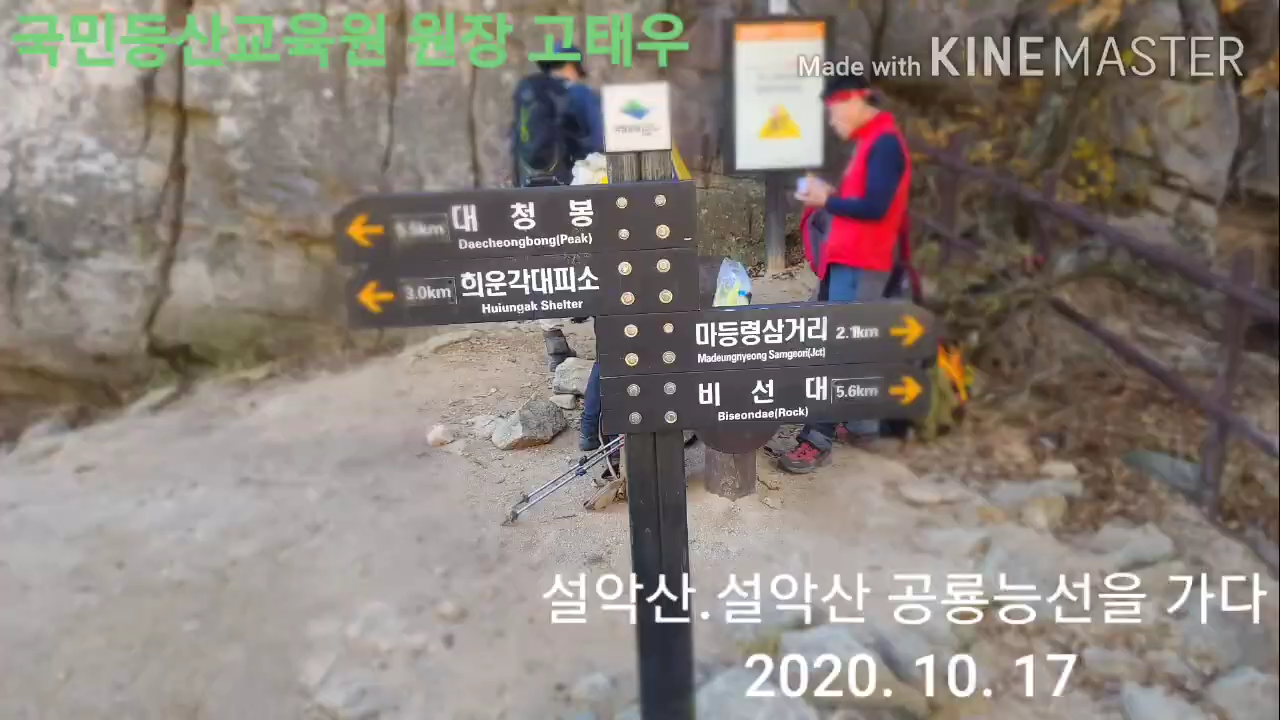 국민등산교육원 원장 고태우
Made with KINEMASTER
대 청 봉
Daecheongbong(Peak)
희운각대피소
3.0km
Huiungak Shelter
마등령삼거리 2.1km
Madeungnyeong Samgeori(Jct)
비 선 대 5.6km
Biseondae(Rock)
설악산.설악산 공룡능선을 가다
2020. 10. 17